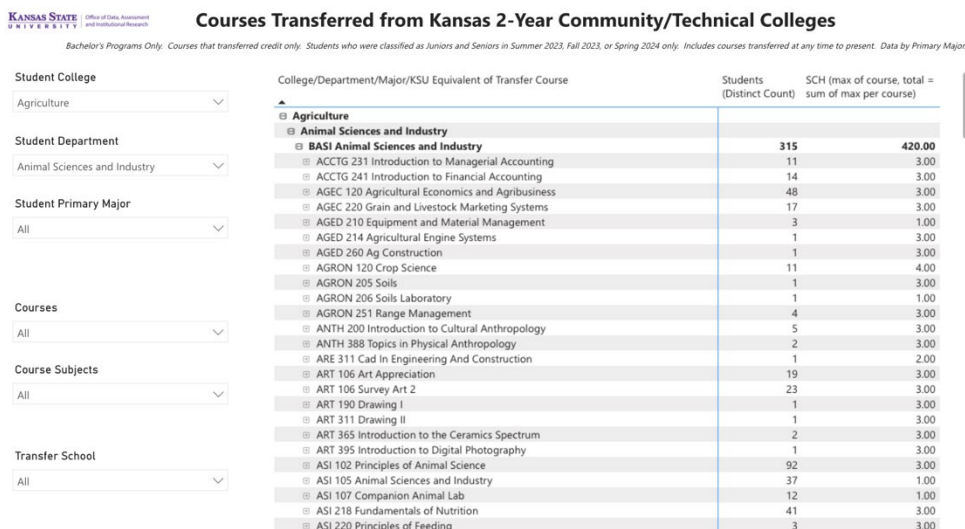 KANSAS STATE
UNIVERSITY
Office of Data, Assessment
and Institutional Research
Courses Transferred from Kansas 2-Year Community/Technical Colleges
Bachelor's Programs Only. Courses that transferred credit only. Students who were classified as Juniors and Seniors in Summer 2023, Fall 2023, or Spring 2024 only. Includes courses transferred at any time to present. Data by Primary Major
Student College
Agriculture
Student Department
Animal Sciences and Industry
Student Primary Major
All
Courses
All
Course Subjects
All
Transfer School
All
College/Department/Major/KSU Equivalent of Transfer Course Students (Distinct Count) SCH (max of course, total = sum of max per course)
Agriculture
Animal Sciences and Industry
BASI Animal Sciences and Industry 315 420.00
ACCTG 231 Introduction to Managerial Accounting 11 3.00
ACCTG 241 Introduction to Financial Accounting 14 3.00
AGEC 120 Agricultural Economics and Agribusiness 48 3.00
AGEC 220 Grain and Livestock Marketing Systems 17 3.00
AGED 210 Equipment and Material Management 3 1.00
AGED 214 Agricultural Engine Systems 1 3.00
AGED 260 Ag Construction 1 3.00
AGRON 120 Crop Science 11 4.00
AGRON 205 Soils 1 3.00
AGRON 206 Soils Laboratory 1 1.00
AGRON 251 Range Management 4 3.00
ANTH 200 Introduction to Cultural Anthropology 5 3.00
ANTH 388 Topics in Physical Anthropology 2 3.00
ARE 311 Cad In Engineering And Construction 1 2.00
ART 106 Art Appreciation 19 3.00
ART 106 Survey Art 2 23 3.00
ART 190 Drawing I 1 3.00
ART 311 Drawing II 1 3.00
ART 365 Introduction to the Ceramics Spectrum 2 3.00
ART 395 Introduction to Digital Photography 1 3.00
ASI 102 Principles of Animal Science 92 3.00
ASI 105 Animal Sciences and Industry 37 1.00
ASI 107 Companion Animal Lab 12 1.00
ASI 218 Fundamentals of Nutrition 41 3.00
ASI 220 Principles of Feeding 3 3.00